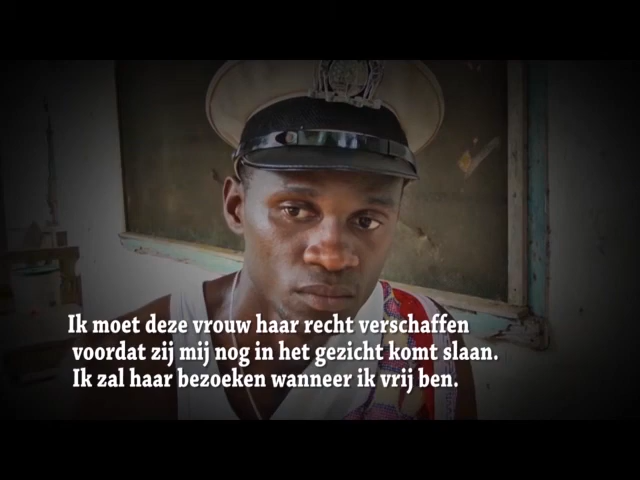 Ik moet deze vrouw haar recht verschaffen
voordat zij mij nog in het gezicht komt slaan.
Ik zal haar bezoeken wanneer ik vrij ben.